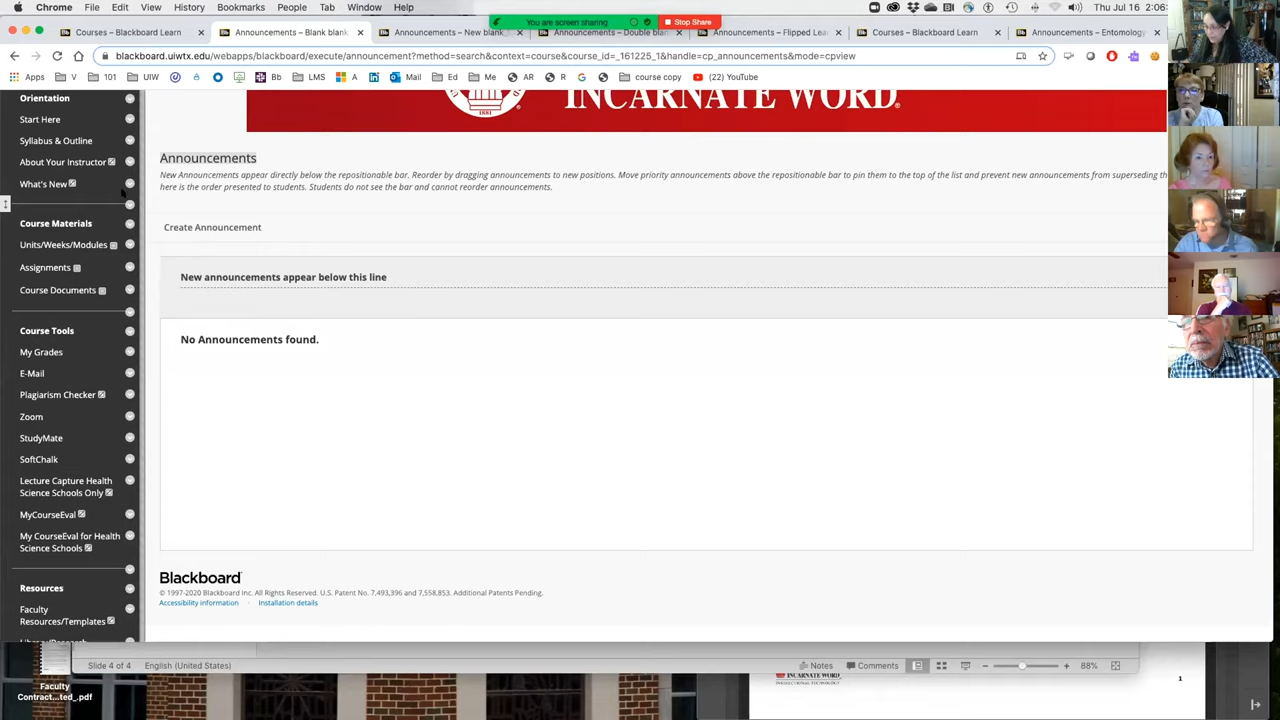 Chrome File Edit View History Bookmarks People Tab Window Help
You are screen sharing
Stop Share
Thu Jul 16 2:06
Courses – Blackboard Learn
Announcements – Blank blank
Announcements – New blank
Announcements – Double blan
Announcements – Flipped Lea
Courses – Blackboard Learn
Announcements – Entomology
blackboard.uiwtx.edu/webapps/blackboard/execute/announcement?method=search&context=course&course_id=_161225_1&handle=cp_announcements&mode=cpview
Apps V 101 UIW Bb LMS A Mail Ed Me AR R course copy (22) YouTube
INCARNATE WORD
1881
Orientation
Start Here
Syllabus & Outline
About Your Instructor
What's New
Course Materials
Units/Weeks/Modules
Assignments
Course Documents
Course Tools
My Grades
E-Mail
Plagiarism Checker
Zoom
StudyMate
SoftChalk
Lecture Capture Health
Science Schools Only
MyCourseEval
My CourseEval for Health
Science Schools
Resources
Faculty
Resources/Templates
Library/Research
Announcements
New Announcements appear directly below the repositionable bar. Reorder by dragging announcements to new positions. Move priority announcements above the repositionable bar to pin them to the top of the list and prevent new announcements from superseding th
here is the order presented to students. Students do not see the bar and cannot reorder announcements.
Create Announcement
New announcements appear below this line
No Announcements found.
Blackboard
© 1997-2020 Blackboard Inc. All Rights Reserved. U.S. Patent No. 7,493,396 and 7,558,853. Additional Patents Pending.
Accessibility information · Installation details
Slide 4 of 4 English (United States)
Notes Comments 88%
Faculty
Contract...ted_.pdf
INCARNATE WORD
1